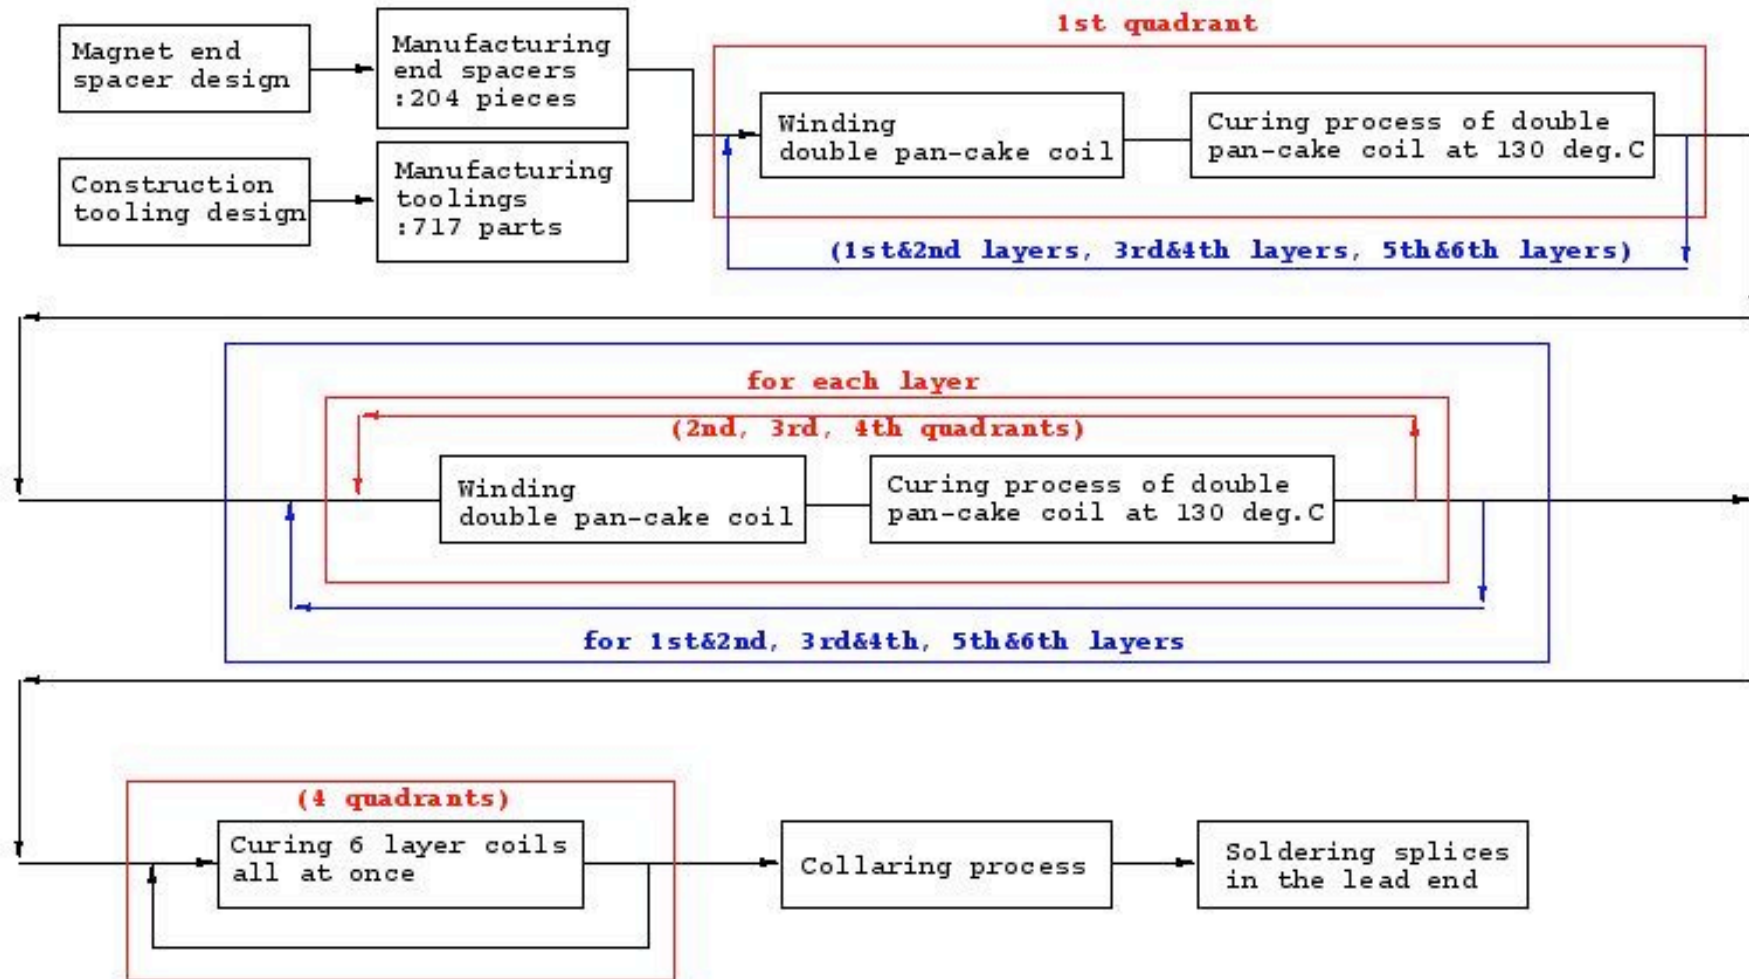 1st quadrant
Magnet end
spacer design
Manufacturing
end spacers
:204 pieces
Construction
tooling design
Manufacturing
toolings
:717 parts
Winding
double pan-cake coil
Curing process of double
pan-cake coil at 130 deg.C
(1st&2nd layers, 3rd&4th layers, 5th&6th layers)
for each layer
(2nd, 3rd, 4th quadrants)
Winding
double pan-cake coil
Curing process of double
pan-cake coil at 130 deg.C
for 1st&2nd, 3rd&4th, 5th&6th layers
(4 quadrants)
Curing 6 layer coils
all at once
Collaring process
Soldering splices
in the lead end